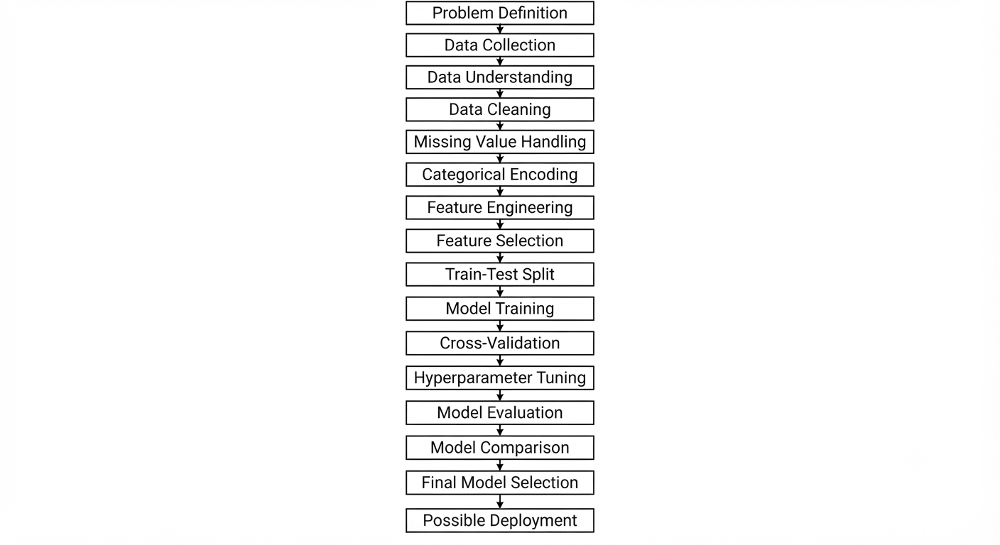 Problem Definition
Data Collection
Data Understanding
Data Cleaning
Missing Value Handling
Categorical Encoding
Feature Engineering
Feature Selection
Train-Test Split
Model Training
Cross-Validation
Hyperparameter Tuning
Model Evaluation
Model Comparison
Final Model Selection
Possible Deployment